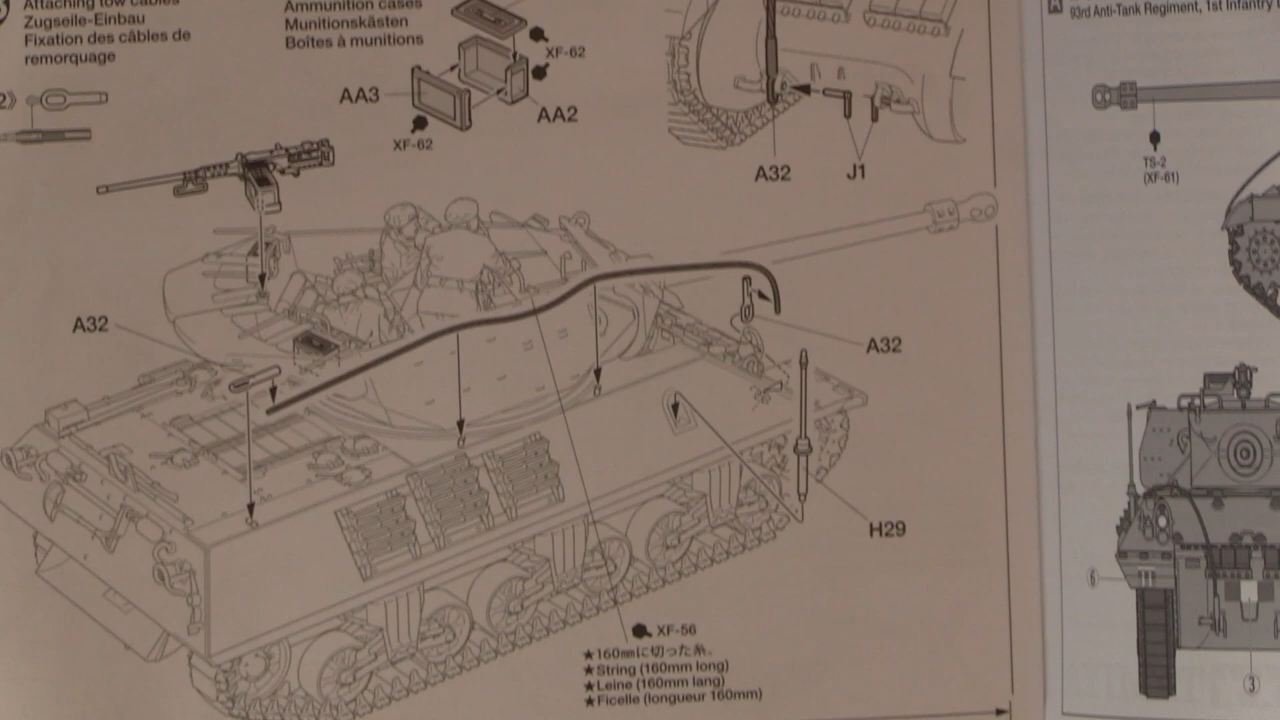 Attaching tow cables
Zugseile-Einbau
Fixation des câbles de
remorquage
Ammunition cases
Munitionskästen
Boîtes à munitions
XF-62
AA3
AA2
XF-62
A32
J1
A32
A32
H29
XF-56
★160mmに切った糸。
★String (160mm long)
★Leine (160mm lang)
★Ficelle (longueur 160mm)
A
93rd Anti-Tank Regiment, 1st Infantry
TS-2
(XF-61)
6
3